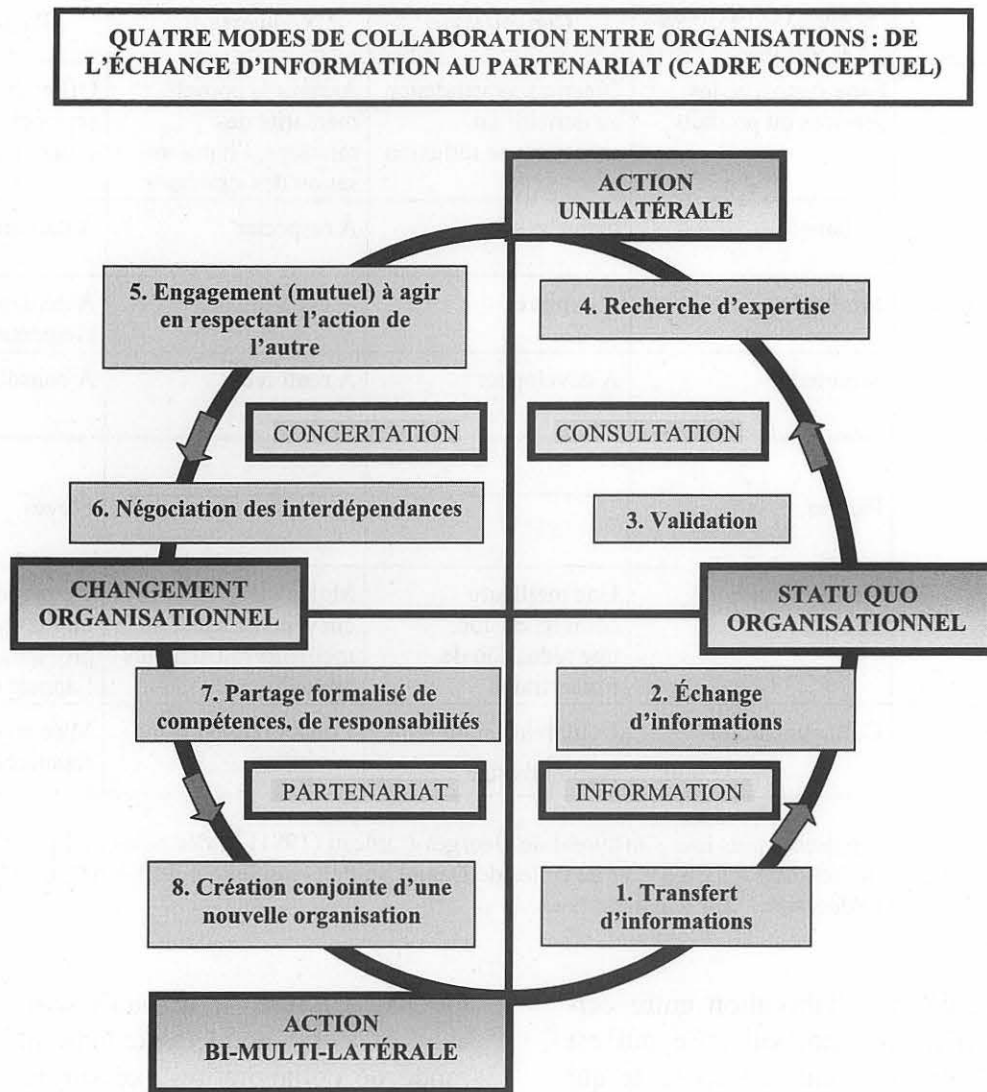 QUATRE MODES DE COLLABORATION ENTRE ORGANISATIONS : DE
L'ÉCHANGE D'INFORMATION AU PARTENARIAT (CADRE CONCEPTUEL)
ACTION
UNILATÉRALE
5. Engagement (mutuel) à agir
en respectant l'action de
l'autre
4. Recherche d'expertise
CONCERTATION
CONSULTATION
6. Négociation des interdépendances
3. Validation
CHANGEMENT
ORGANISATIONNEL
STATU QUO
ORGANISATIONNEL
7. Partage formalisé de
compétences, de responsabilités
2. Échange
d'informations
PARTENARIAT
INFORMATION
8. Création conjointe d'une
nouvelle organisation
1. Transfert
d'informations
ACTION
BI-MULTI-LATÉRALE